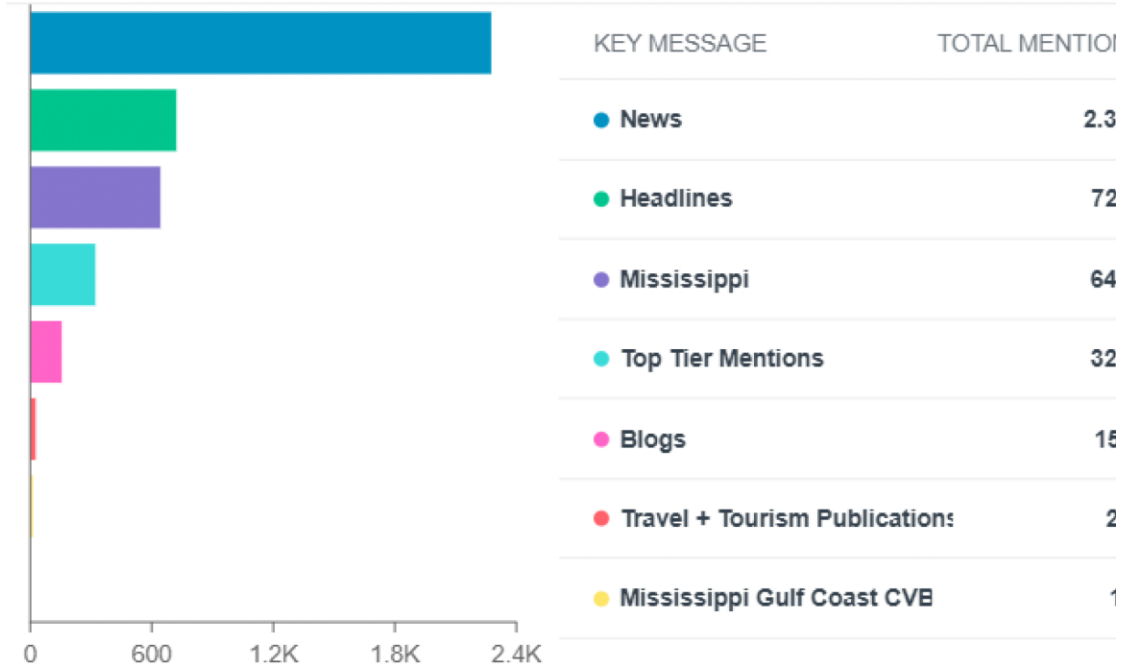 KEY MESSAGE TOTAL MENTION
News 2.3
Headlines 72
Mississippi 64
Top Tier Mentions 32
Blogs 15
Travel + Tourism Publications 2
Mississippi Gulf Coast CVB 1
0 600 1.2K 1.8K 2.4K